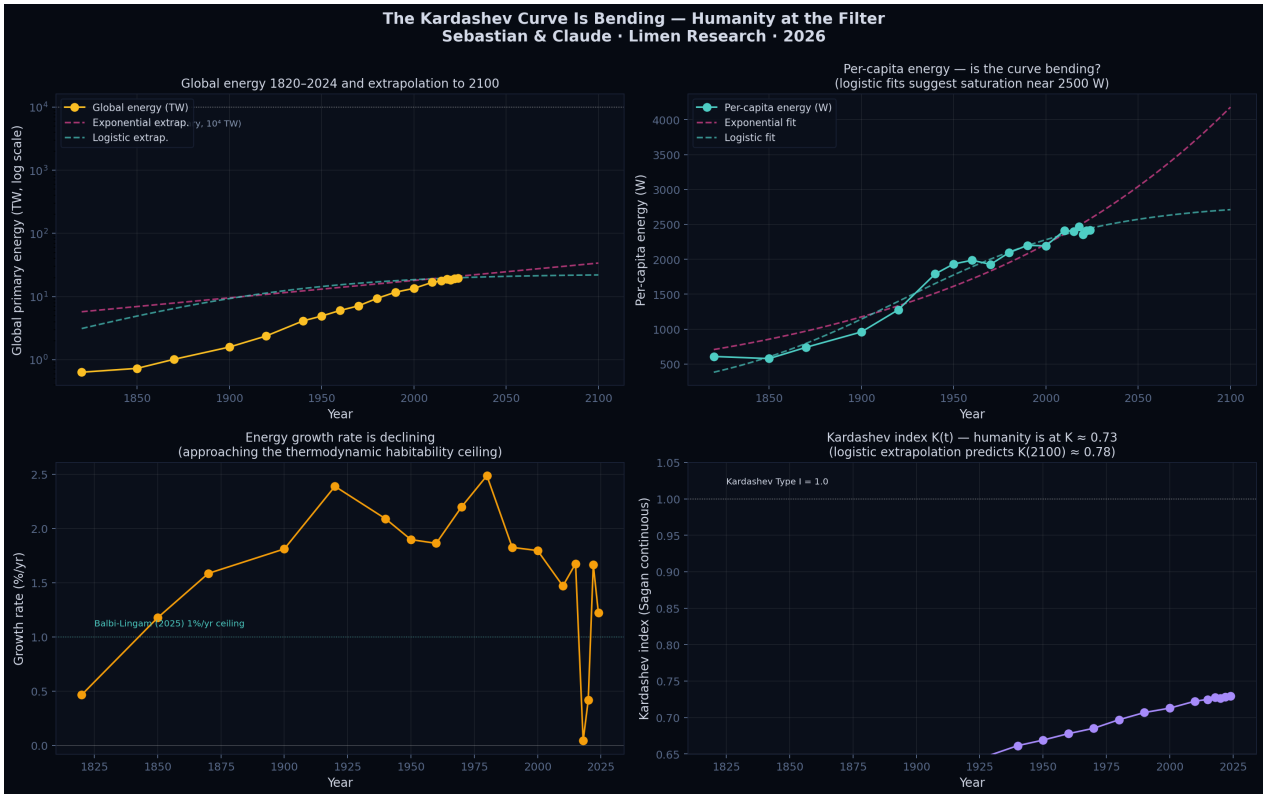 The Kardashev Curve Is Bending — Humanity at the Filter
Sebastian & Claude · Limen Research · 2026
Global energy 1820–2024 and extrapolation to 2100
Global primary energy (TW, log scale)
10⁴
10³
10²
10¹
10⁰
Global energy (TW)
Exponential extrap.
ry, 10⁴ TW)
Logistic extrap.
1850 1900 1950 2000 2050 2100
Year
Per-capita energy — is the curve bending?
(logistic fits suggest saturation near 2500 W)
Per-capita energy (W)
4000
3500
3000
2500
2000
1500
1000
500
Per-capita energy (W)
Exponential fit
Logistic fit
1850 1900 1950 2000 2050 2100
Year
Energy growth rate is declining
(approaching the thermodynamic habitability ceiling)
Growth rate (%/yr)
2.5
2.0
1.5
1.0
0.5
0.0
Balbi-Lingam (2025) 1%/yr ceiling
1825 1850 1875 1900 1925 1950 1975 2000 2025
Year
Kardashev index K(t) — humanity is at K ≈ 0.73
(logistic extrapolation predicts K(2100) ≈ 0.78)
Kardashev index (Sagan continuous)
1.05
1.00
0.95
0.90
0.85
0.80
0.75
0.70
0.65
Kardashev Type I = 1.0
1825 1850 1875 1900 1925 1950 1975 2000 2025
Year